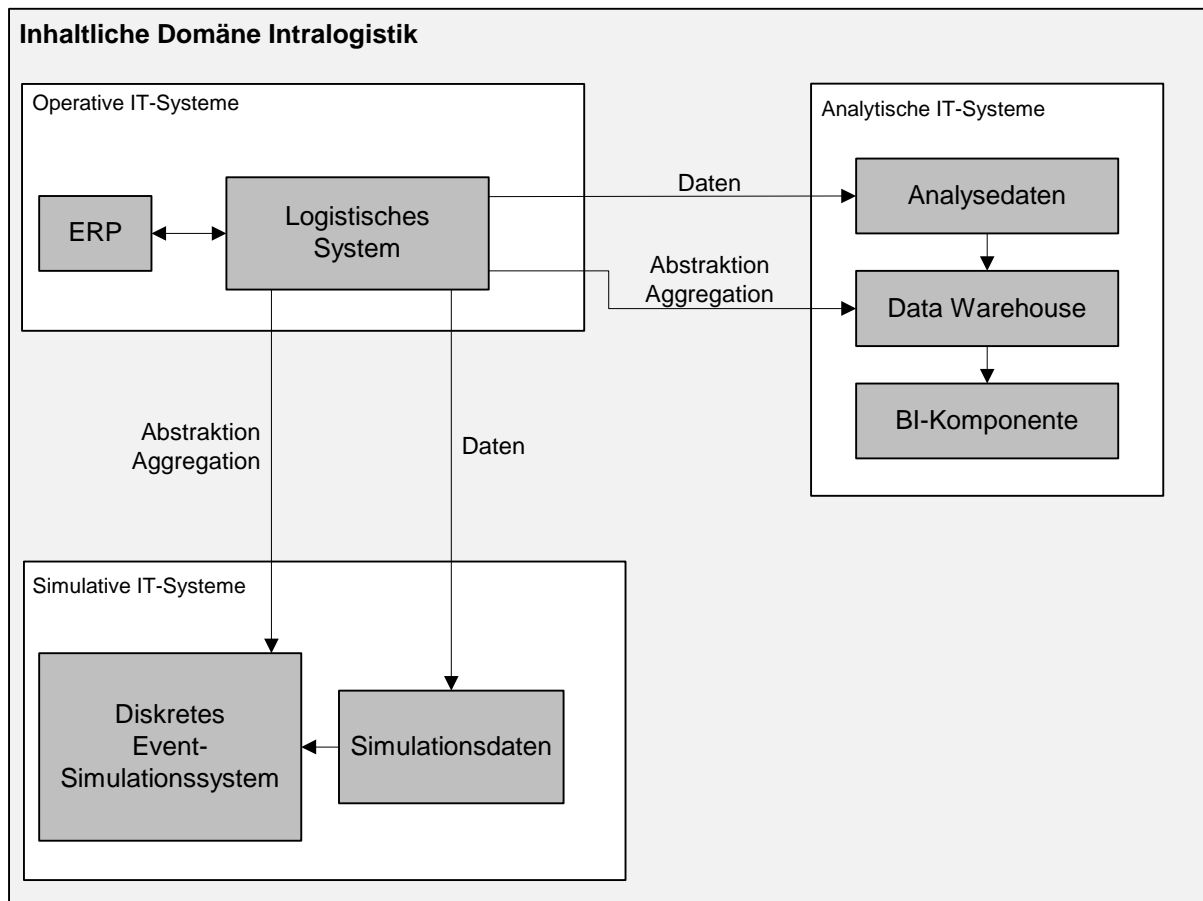 Inhaltliche Domäne Intralogistik
Operative IT-Systeme
ERP
Logistisches
System
Analytische IT-Systeme
Daten
Analysedaten
Abstraktion
Aggregation
Data Warehouse
BI-Komponente
Abstraktion
Aggregation
Daten
Simulative IT-Systeme
Diskretes
Event-
Simulationssystem
Simulationsdaten